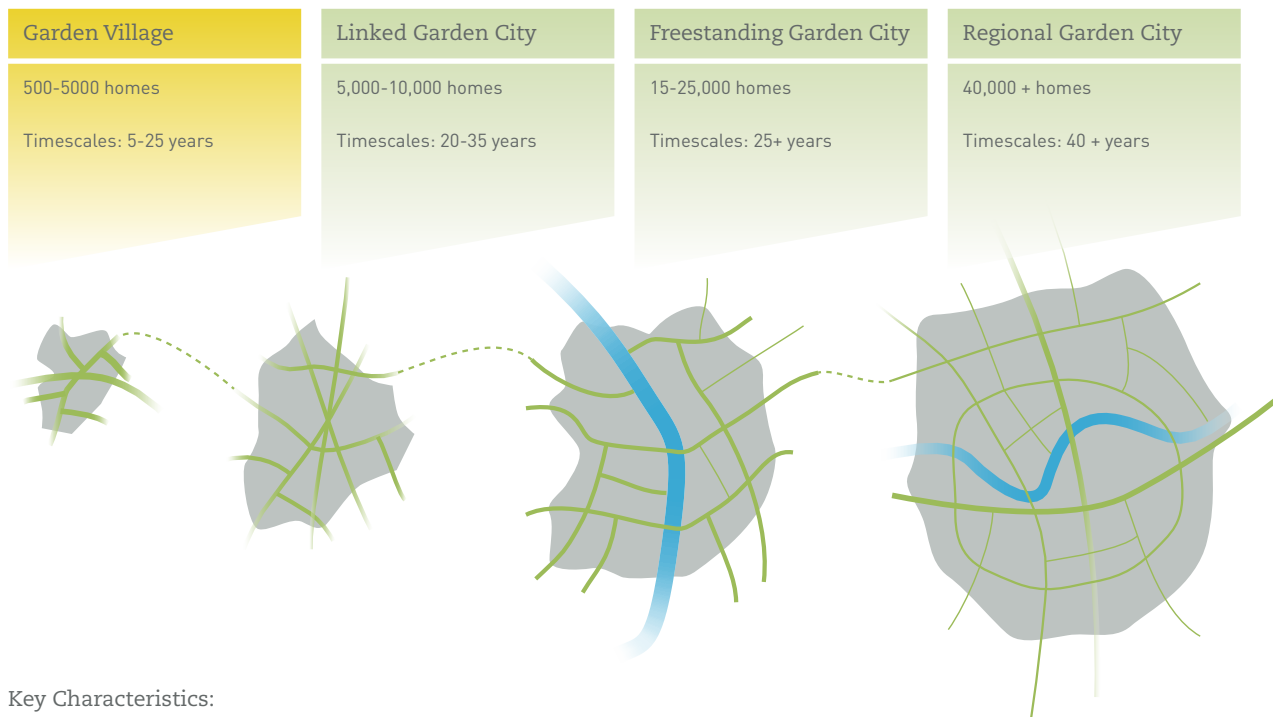 Garden Village
500-5000 homes
Timescales: 5-25 years
Linked Garden City
5,000-10,000 homes
Timescales: 20-35 years
Freestanding Garden City
15-25,000 homes
Timescales: 25+ years
Regional Garden City
40,000 + homes
Timescales: 40 + years
Key Characteristics: